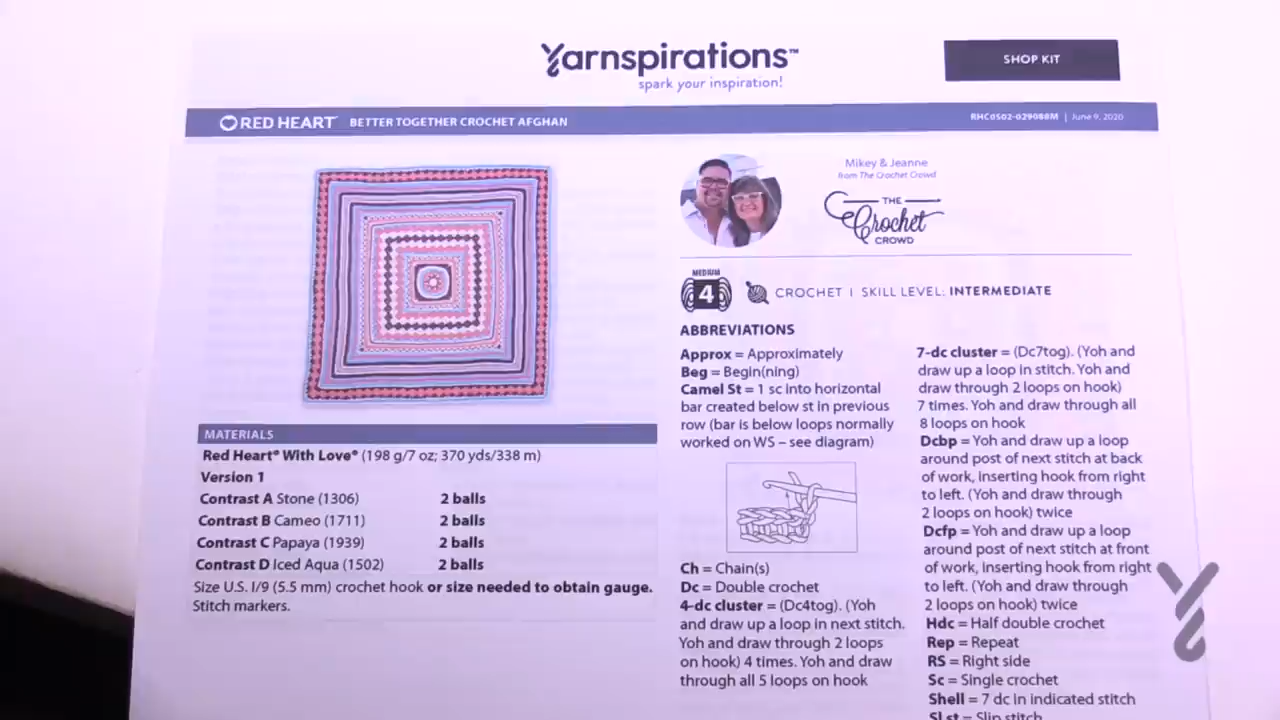 Yarnspirations™
spark your inspiration!
SHOP KIT
RED HEART BETTER TOGETHER CROCHET AFGHAN
RHC0502-029080M | June 9, 2020
Mikey & Jeanne
from The Crochet Crowd
THE
Crochet
CROWD
MEDIUM
4
CROCHET | SKILL LEVEL: INTERMEDIATE
MATERIALS
Red Heart® With Love® (198 g/7 oz; 370 yds/338 m)
Version 1
Contrast A Stone (1306) 2 balls
Contrast B Cameo (1711) 2 balls
Contrast C Papaya (1939) 2 balls
Contrast D Iced Aqua (1502) 2 balls
Size U.S. I/9 (5.5 mm) crochet hook or size needed to obtain gauge.
Stitch markers.
ABBREVIATIONS
Approx = Approximately
Beg = Begin(ning)
Camel St = 1 sc into horizontal
bar created below st in previous
row (bar is below loops normally
worked on WS – see diagram)
Ch = Chain(s)
Dc = Double crochet
4-dc cluster = (Dc4tog). (Yoh
and draw up a loop in next stitch.
Yoh and draw through 2 loops
on hook) 4 times. Yoh and draw
through all 5 loops on hook
7-dc cluster = (Dc7tog). (Yoh and
draw up a loop in stitch. Yoh and
draw through 2 loops on hook)
7 times. Yoh and draw through all
8 loops on hook
Dcbp = Yoh and draw up a loop
around post of next stitch at back
of work, inserting hook from right
to left. (Yoh and draw through
2 loops on hook) twice
Dcfp = Yoh and draw up a loop
around post of next stitch at front
of work, inserting hook from right
to left. (Yoh and draw through
2 loops on hook) twice
Hdc = Half double crochet
Rep = Repeat
RS = Right side
Sc = Single crochet
Shell = 7 dc in indicated stitch
Sl st = Slip stitch